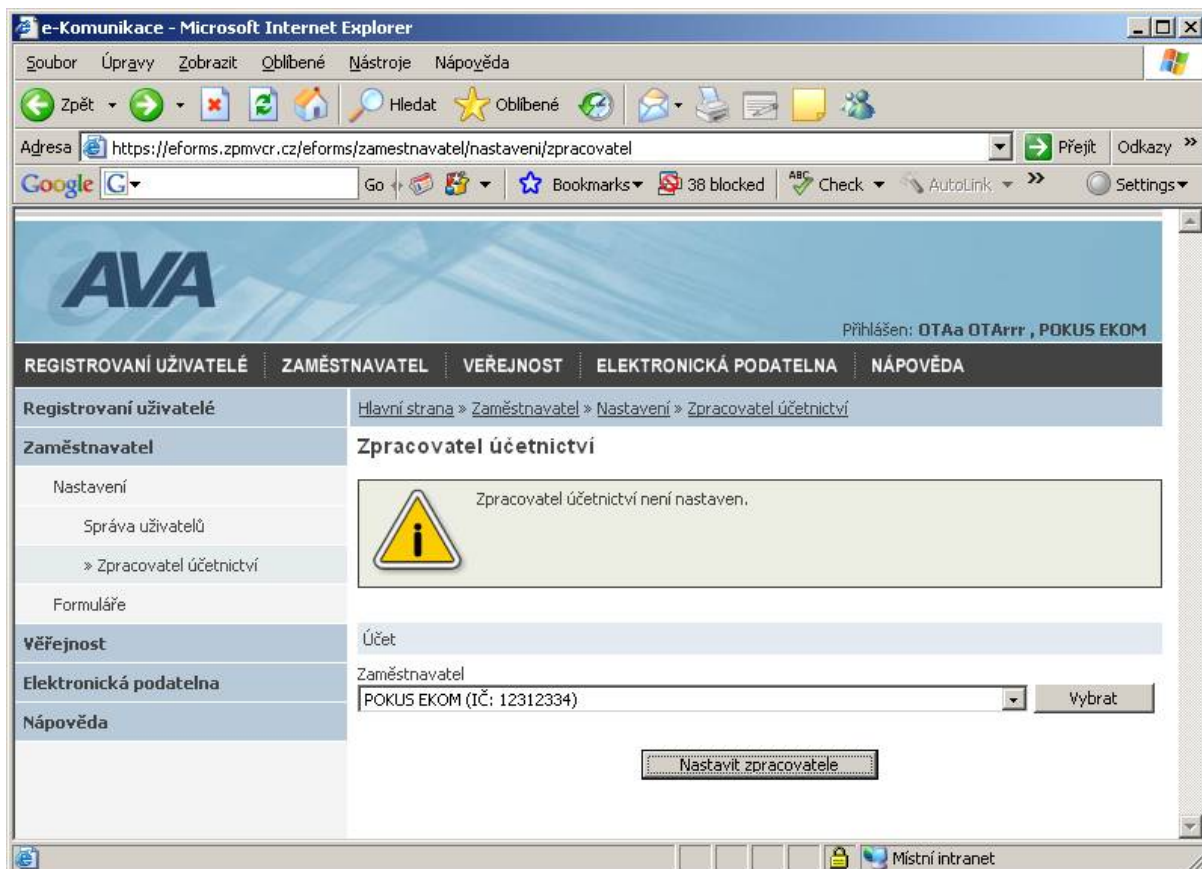 e-Komunikace - Microsoft Internet Explorer
Soubor Úpravy Zobrazit Oblíbené Nástroje Nápověda
Zpět Hledat Oblíbené
Adresa https://eforms.zpmvcr.cz/eforms/zamestnavatel/nastaveni/zpracovatel Přejít Odkazy »
Google G Go Bookmarks 38 blocked ABC Check AutoLink » Settings
AVA
Přihlášen: OTAa OTArrr , POKUS EKOM
REGISTROVANÍ UŽIVATELÉ ZAMĚSTNAVATEL VEŘEJNOST ELEKTRONICKÁ PODATELNA NÁPOVĚDA
Registrovaní uživatelé
Zaměstnavatel
Nastavení
Správa uživatelů
» Zpracovatel účetnictví
Formuláře
Věřejnost
Elektronická podatelna
Nápověda
Hlavní strana » Zaměstnavatel » Nastavení » Zpracovatel účetnictví
Zpracovatel účetnictví
Zpracovatel účetnictví není nastaven.
Účet
Zaměstnavatel
POKUS EKOM (IČ: 12312334) Vybrat
Nastavit zpracovatele
Místní intranet